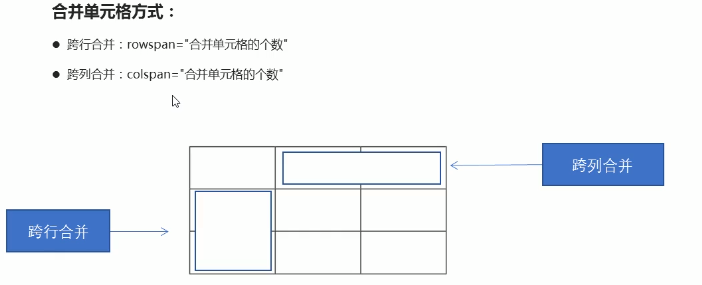 合并单元格方式：
● 跨行合并：rowspan="合并单元格的个数"
● 跨列合并：colspan="合并单元格的个数"
跨列合并
跨行合并